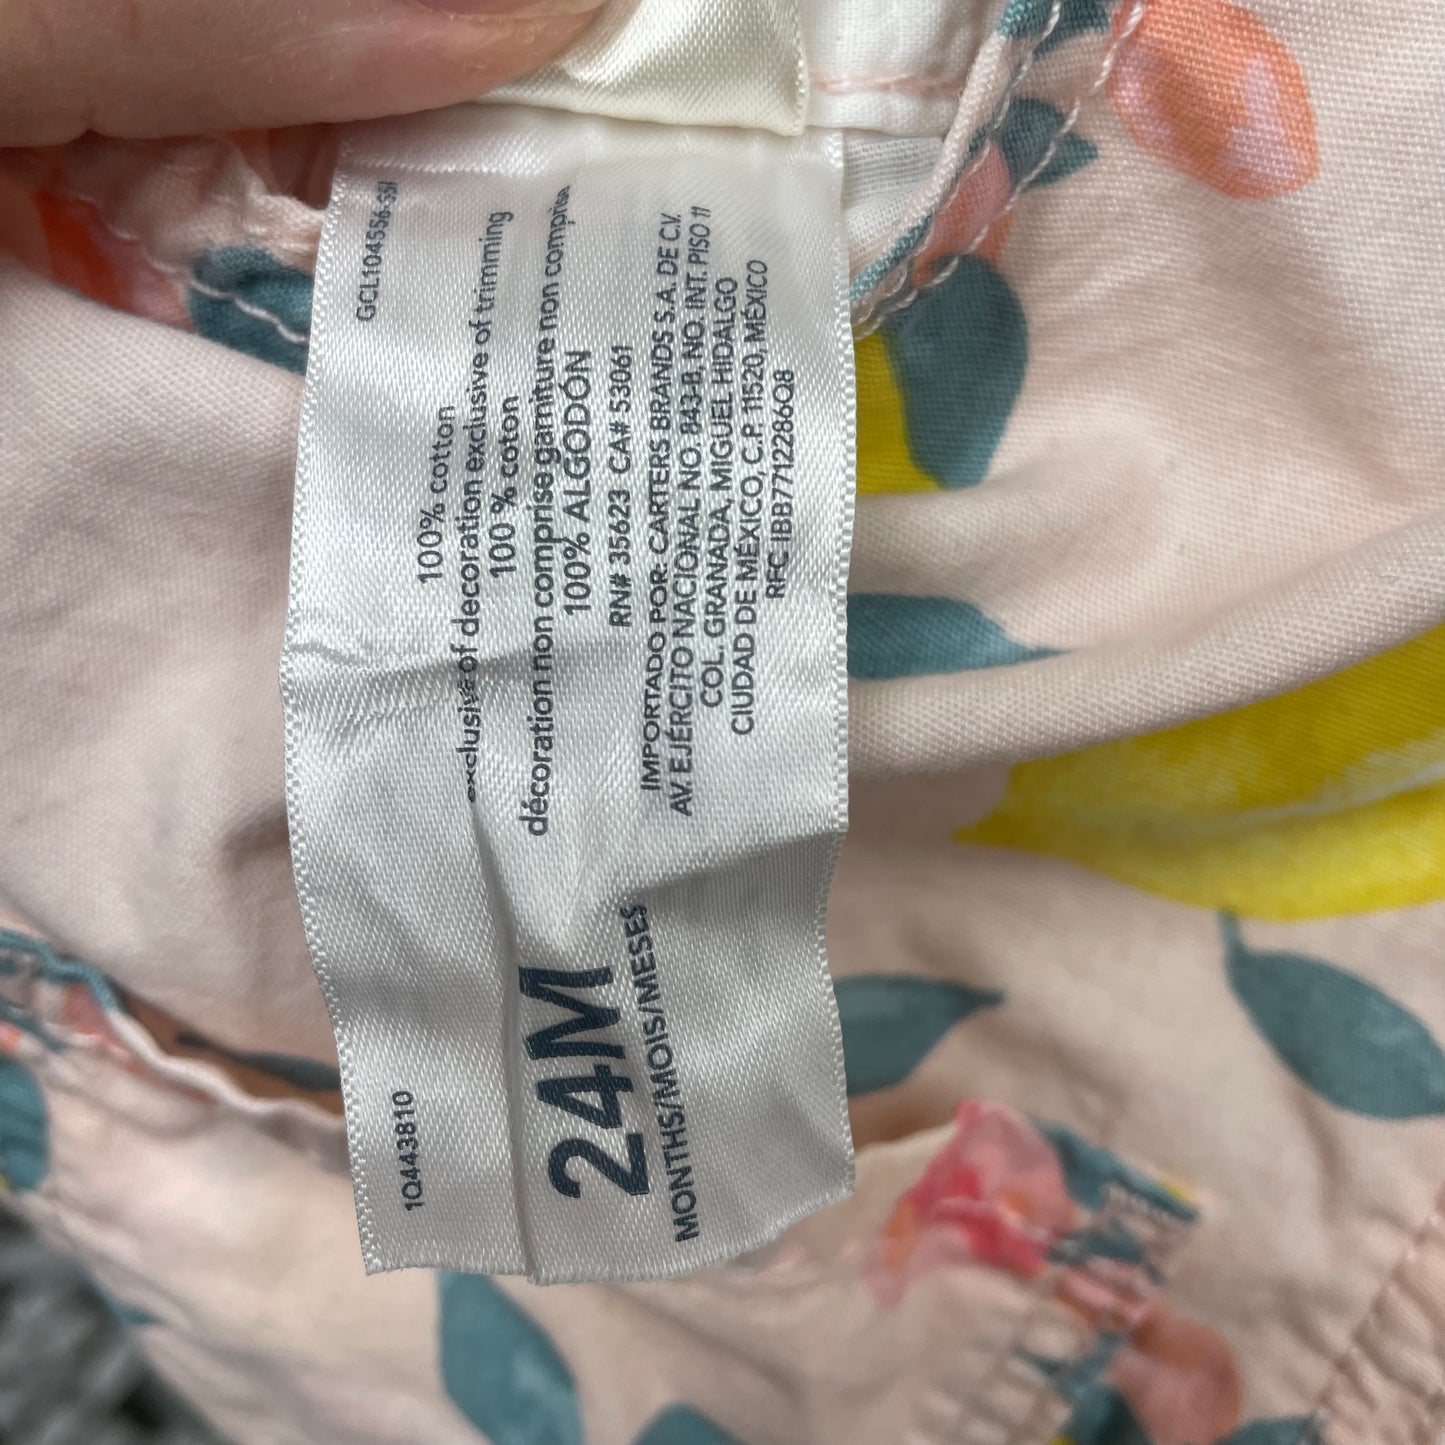 GCL104556-SSI
100% cotton
exclusive of decoration exclusive of trimming
100 % coton
décoration non comprise garniture non comprise
100% ALGODÓN
RN# 35623 CA# 53061
IMPORTADO POR: CARTERS BRANDS S.A. DE C.V.
AV. EJÉRCITO NACIONAL NO. 843-B, NO. INT. PISO 11
COL. GRANADA, MIGUEL HIDALGO
CIUDAD DE MÉXICO, C.P. 11520, MÉXICO
RFC IBB7712286Q8
1Q443810
24M
MONTHS/MOIS/MESES